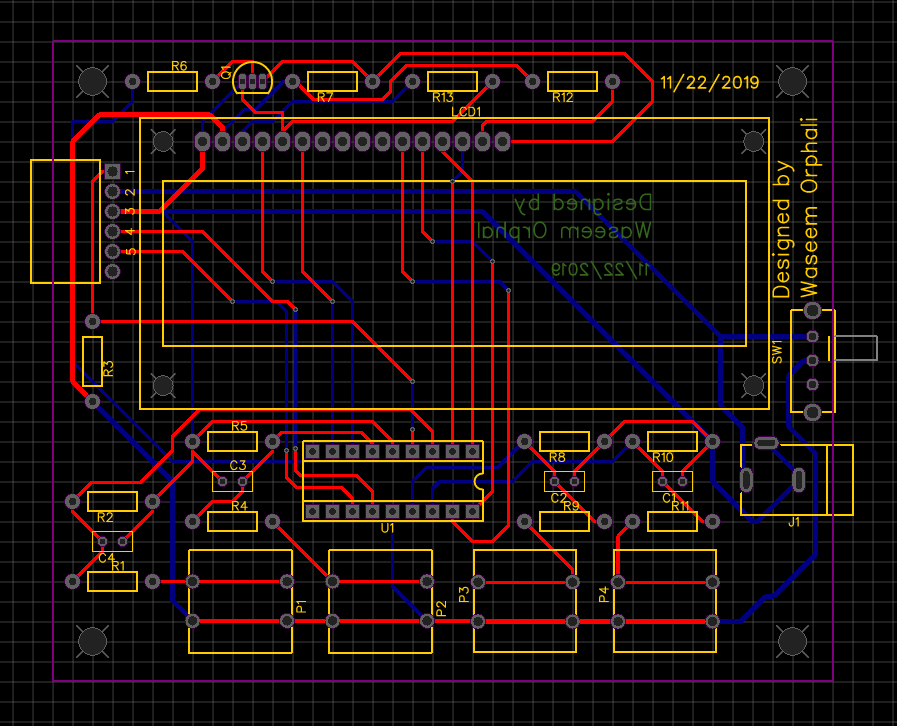 R6
Q1
R7
R13
R12
11/22/2019
LCD1
1
2
3
4
5
Designed by
Waseem Orphali
Designed by
Waseem Orphal
11/22/2019
SW1
R3
R5
C3
R4
U1
R8
C2
R9
R10
C1
R11
J1
R2
C4
R1
P1
P2
P3
P4